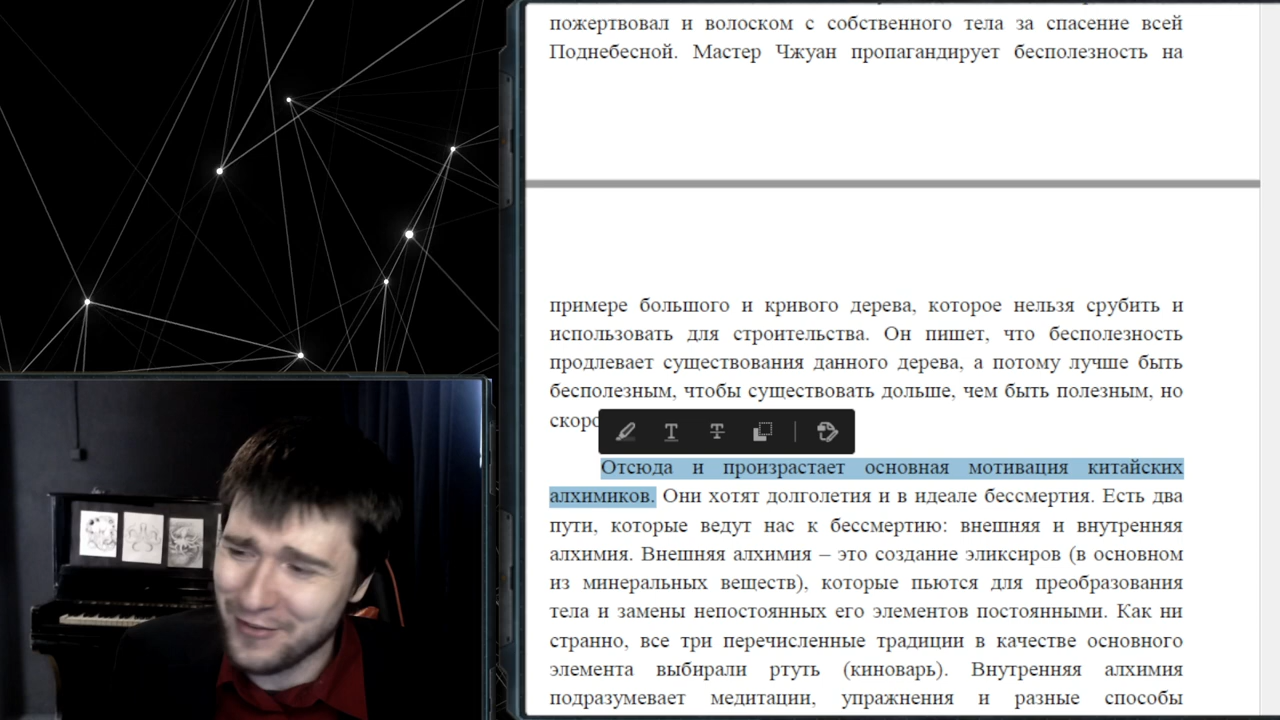 пожертвовал и волоском с собственного тела за спасение всей
Поднебесной. Мастер Чжуан пропагандирует бесполезность на
примере большого и кривого дерева, которое нельзя срубить и
использовать для строительства. Он пишет, что бесполезность
продлевает существования данного дерева, а потому лучше быть
бесполезным, чтобы существовать дольше, чем быть полезным, но
Отсюда и произрастает основная мотивация китайских
алхимиков. Они хотят долголетия и в идеале бессмертия. Есть два
пути, которые ведут нас к бессмертию: внешняя и внутренняя
алхимия. Внешняя алхимия – это создание эликсиров (в основном
из минеральных веществ), которые пьются для преобразования
тела и замены непостоянных его элементов постоянными. Как ни
странно, все три перечисленные традиции в качестве основного
элемента выбирали ртуть (киноварь). Внутренняя алхимия
подразумевает медитации, упражнения и разные способы